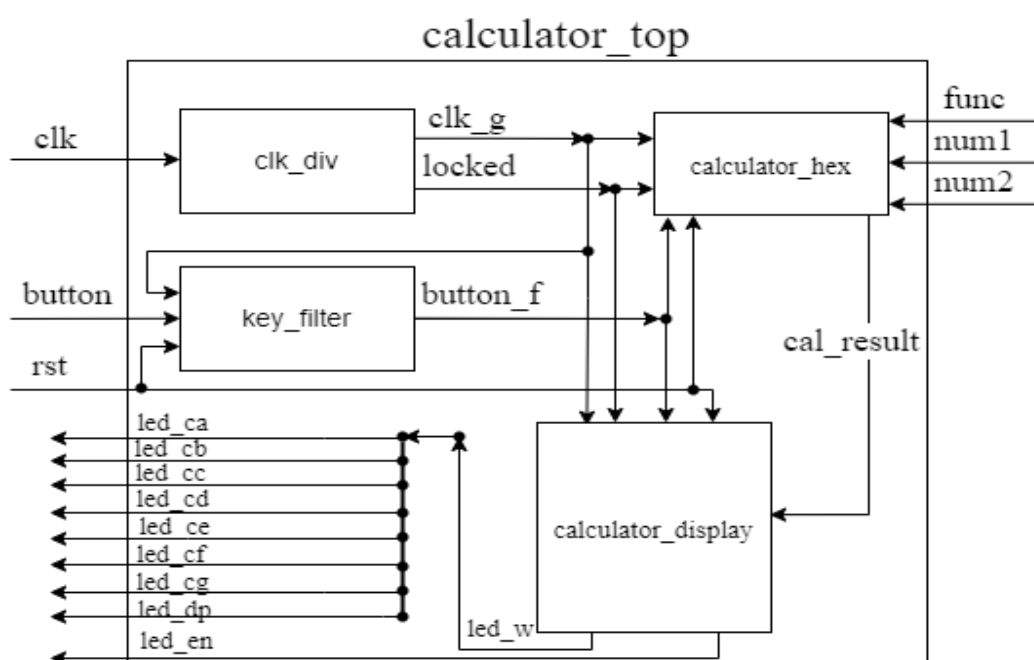 calculator_top
clk
clk_div
clk_g
locked
calculator_hex
func
num1
num2
button
key_filter
button_f
rst
cal_result
led_ca
led_cb
led_cc
led_cd
led_ce
led_cf
led_cg
led_dp
led_en
led_w
calculator_display